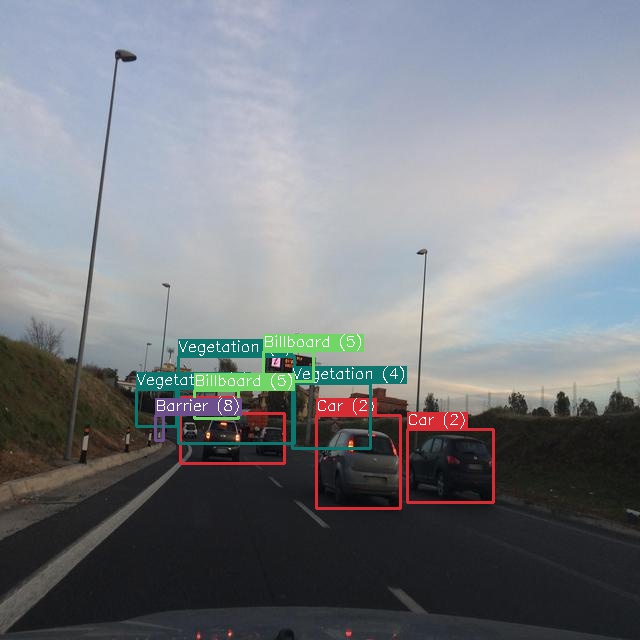 Billboard (5)
Vegetation
Vegetation (4)
Vegetat
Billboard (5)
Barrier (8)
Car (2)
Car (2)